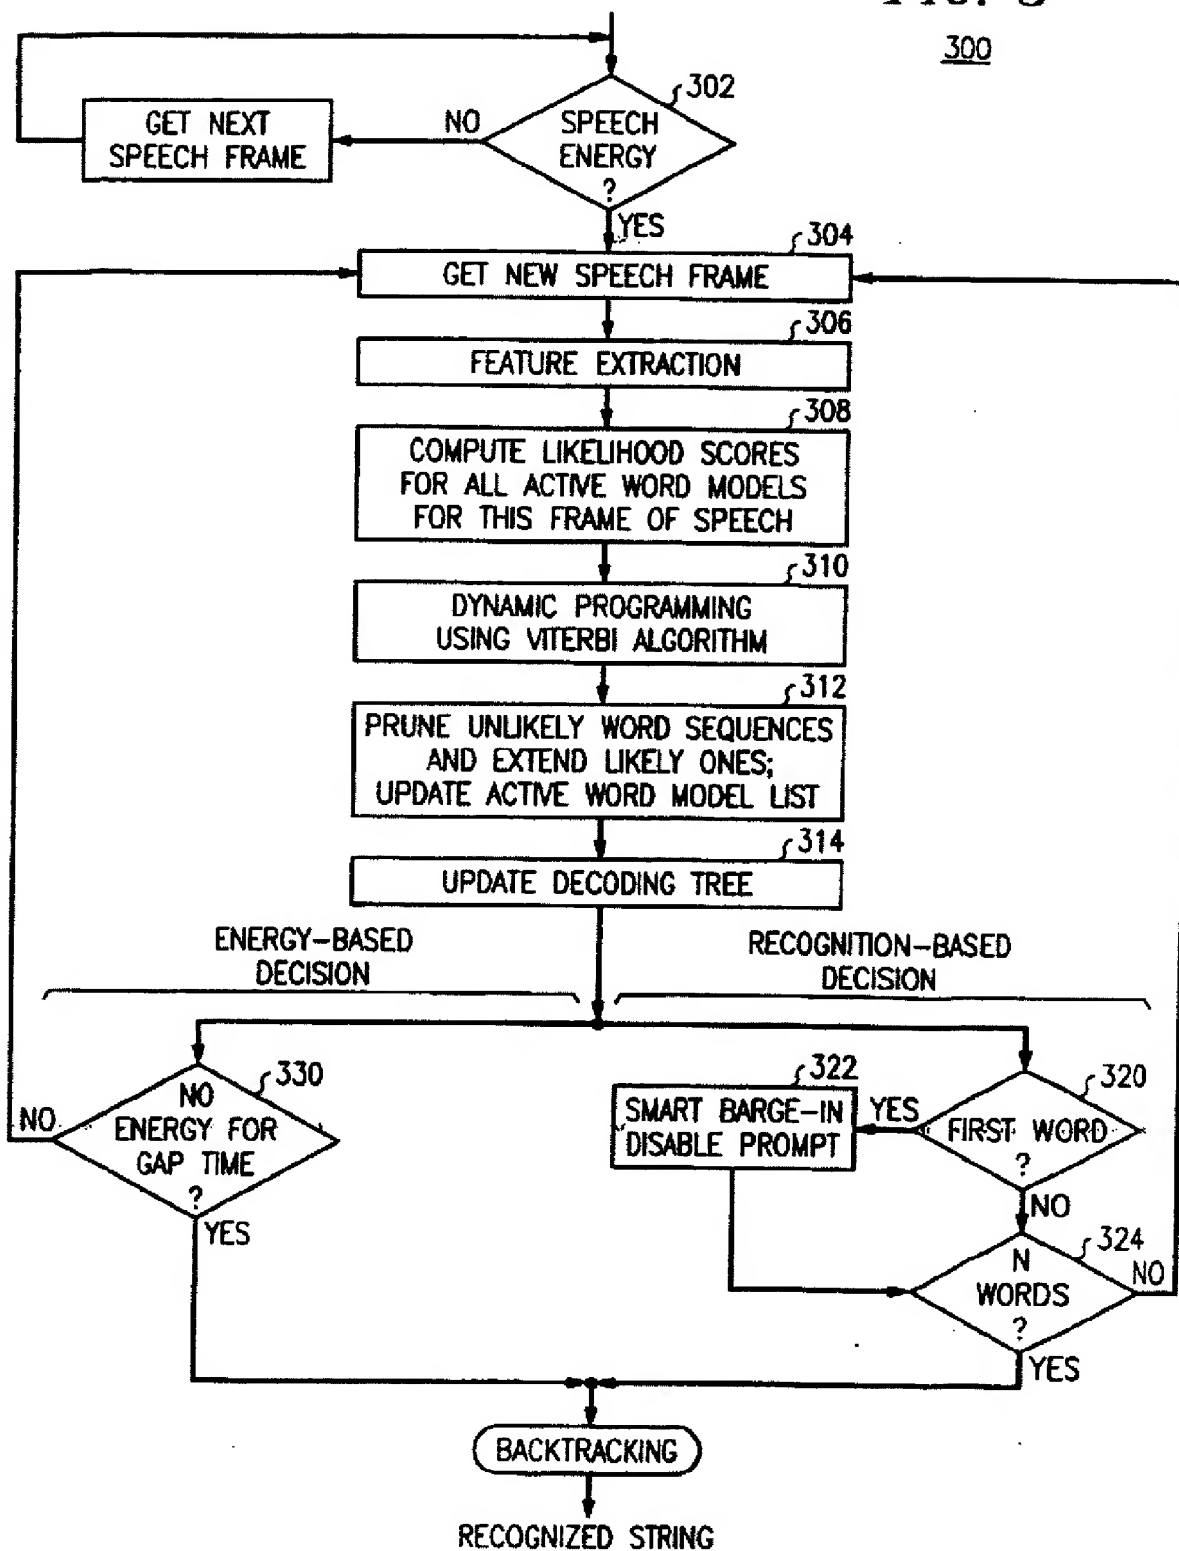 300
302
SPEECH
ENERGY
?
NO
GET NEXT
SPEECH FRAME
YES
304
GET NEW SPEECH FRAME
306
FEATURE EXTRACTION
308
COMPUTE LIKELIHOOD SCORES
FOR ALL ACTIVE WORD MODELS
FOR THIS FRAME OF SPEECH
310
DYNAMIC PROGRAMMING
USING VITERBI ALGORITHM
312
PRUNE UNLIKELY WORD SEQUENCES
AND EXTEND LIKELY ONES;
UPDATE ACTIVE WORD MODEL LIST
314
UPDATE DECODING TREE
ENERGY-BASED
DECISION
RECOGNITION-BASED
DECISION
330
NO
ENERGY FOR
GAP TIME
?
NO
YES
322
SMART BARGE-IN
DISABLE PROMPT
YES
320
FIRST WORD
?
NO
324
N
WORDS
?
NO
YES
BACKTRACKING
RECOGNIZED STRING